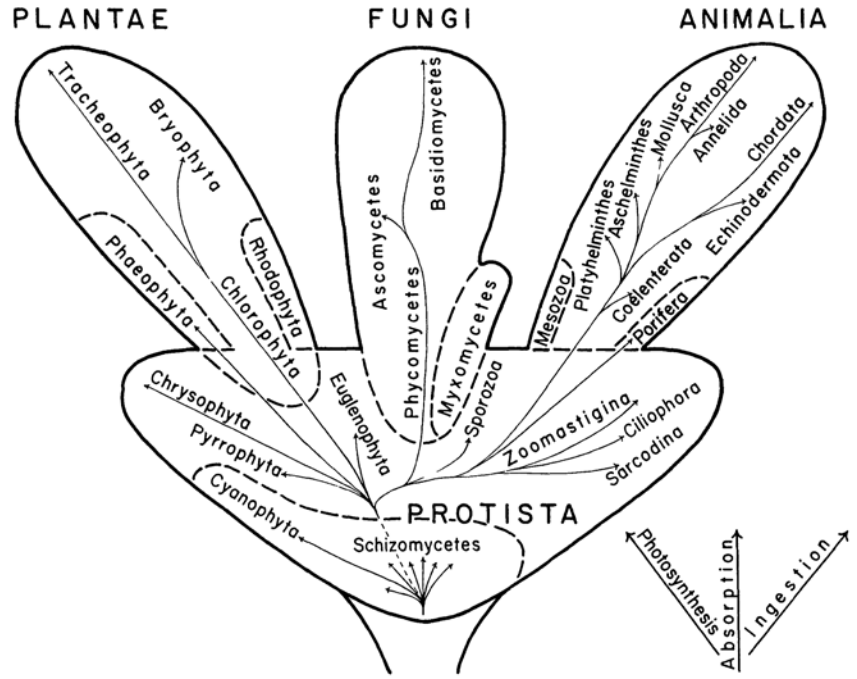 PLANTAE
FUNGI
ANIMALIA
Tracheophyta
Bryophyta
Phaeophyta
Rhodophyta
Chlorophyta
Basidiomycetes
Ascomycetes
Phycomycetes
Myxomycetes
Mesozoa
Platyhelminthes
Aschelminthes
Mollusca
Arthropoda
Annelida
Chordata
Echinodermata
Coelenterata
Porifera
Chrysophyta
Pyrrophyta
Euglenophyta
Cyanophyta
Sporozoa
Zoomastigina
Ciliophora
Sarcodina
PROTISTA
Schizomycetes
Photosynthesis
Absorption
Ingestion